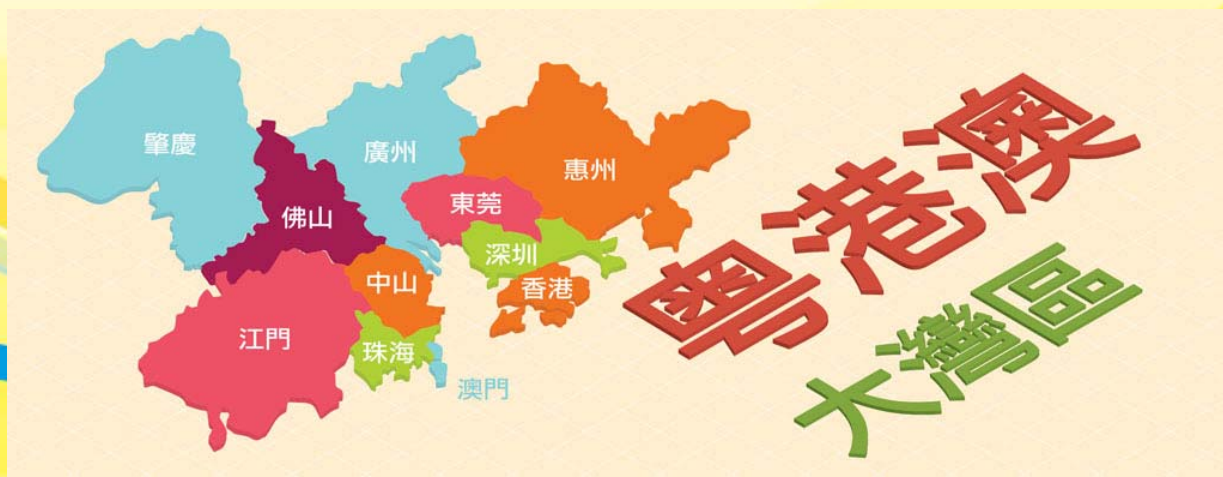 肇慶
廣州
惠州
東莞
佛山
深圳
中山
香港
江門
珠海
澳門
粵港澳
大灣區